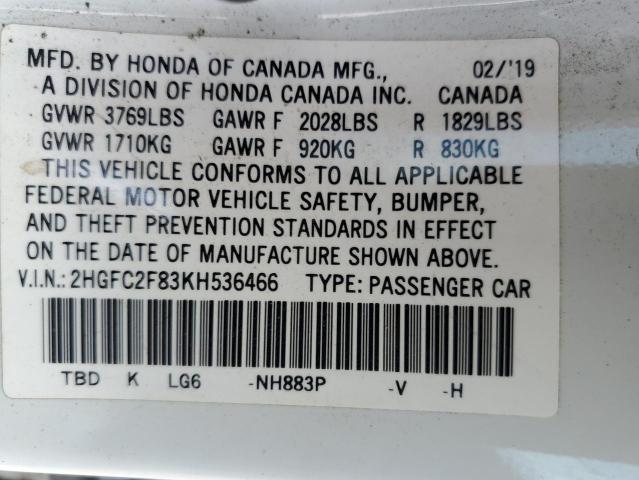 MFD. BY HONDA OF CANADA MFG., 02/'19
A DIVISION OF HONDA CANADA INC. CANADA
GVWR 3769LBS GAWR F 2028LBS R 1829LBS
GVWR 1710KG GAWR F 920KG R 830KG
THIS VEHICLE CONFORMS TO ALL APPLICABLE
FEDERAL MOTOR VEHICLE SAFETY, BUMPER,
AND THEFT PREVENTION STANDARDS IN EFFECT
ON THE DATE OF MANUFACTURE SHOWN ABOVE.
V.I.N.: 2HGFC2F83KH536466 TYPE: PASSENGER CAR
TBD K LG6 -NH883P -V -H